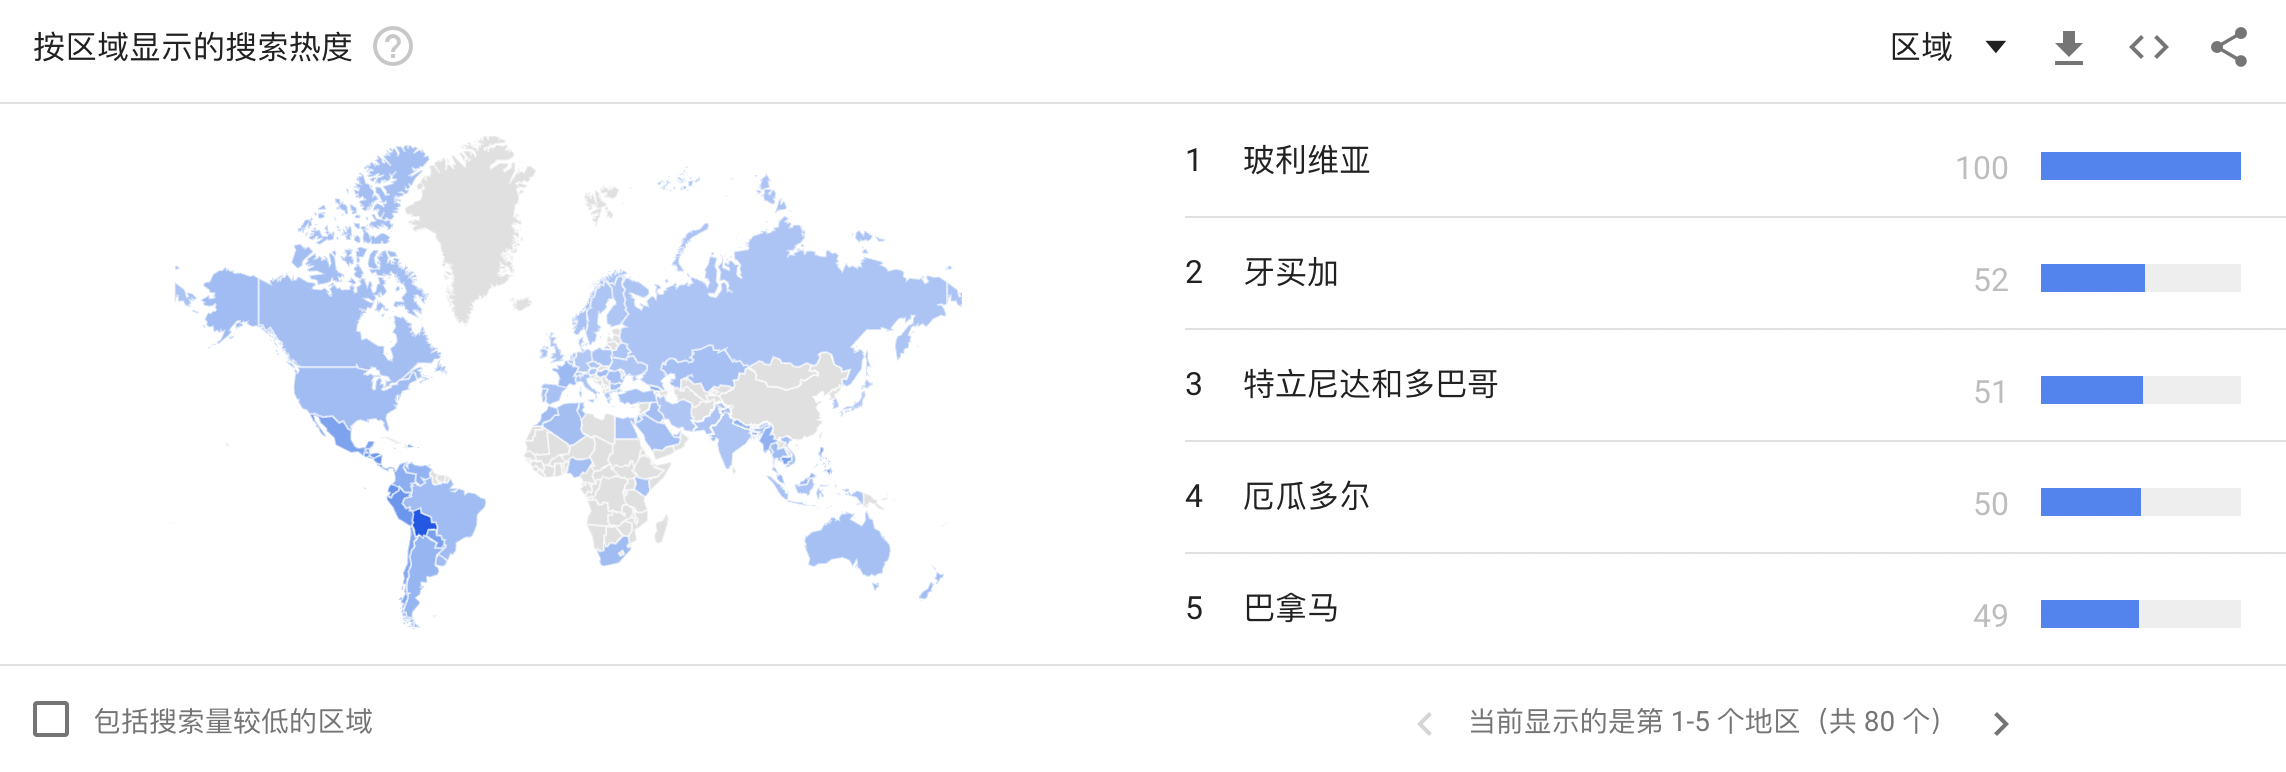 按区域显示的搜索热度 ?
区域
1 玻利维亚 100
2 牙买加 52
3 特立尼达和多巴哥 51
4 厄瓜多尔 50
5 巴拿马 49
包括搜索量较低的区域
当前显示的是第 1-5 个地区（共 80 个）